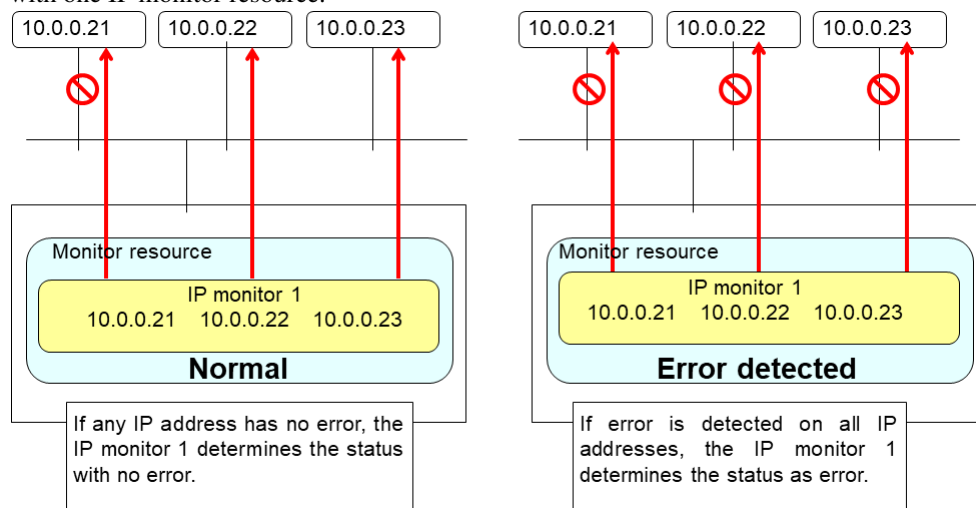 with one IP monitor resource.
10.0.0.21 10.0.0.22 10.0.0.23
Monitor resource
IP monitor 1
10.0.0.21 10.0.0.22 10.0.0.23
Normal
If any IP address has no error, the
IP monitor 1 determines the status
with no error.
10.0.0.21 10.0.0.22 10.0.0.23
Monitor resource
IP monitor 1
10.0.0.21 10.0.0.22 10.0.0.23
Error detected
If error is detected on all IP
addresses, the IP monitor 1
determines the status as error.